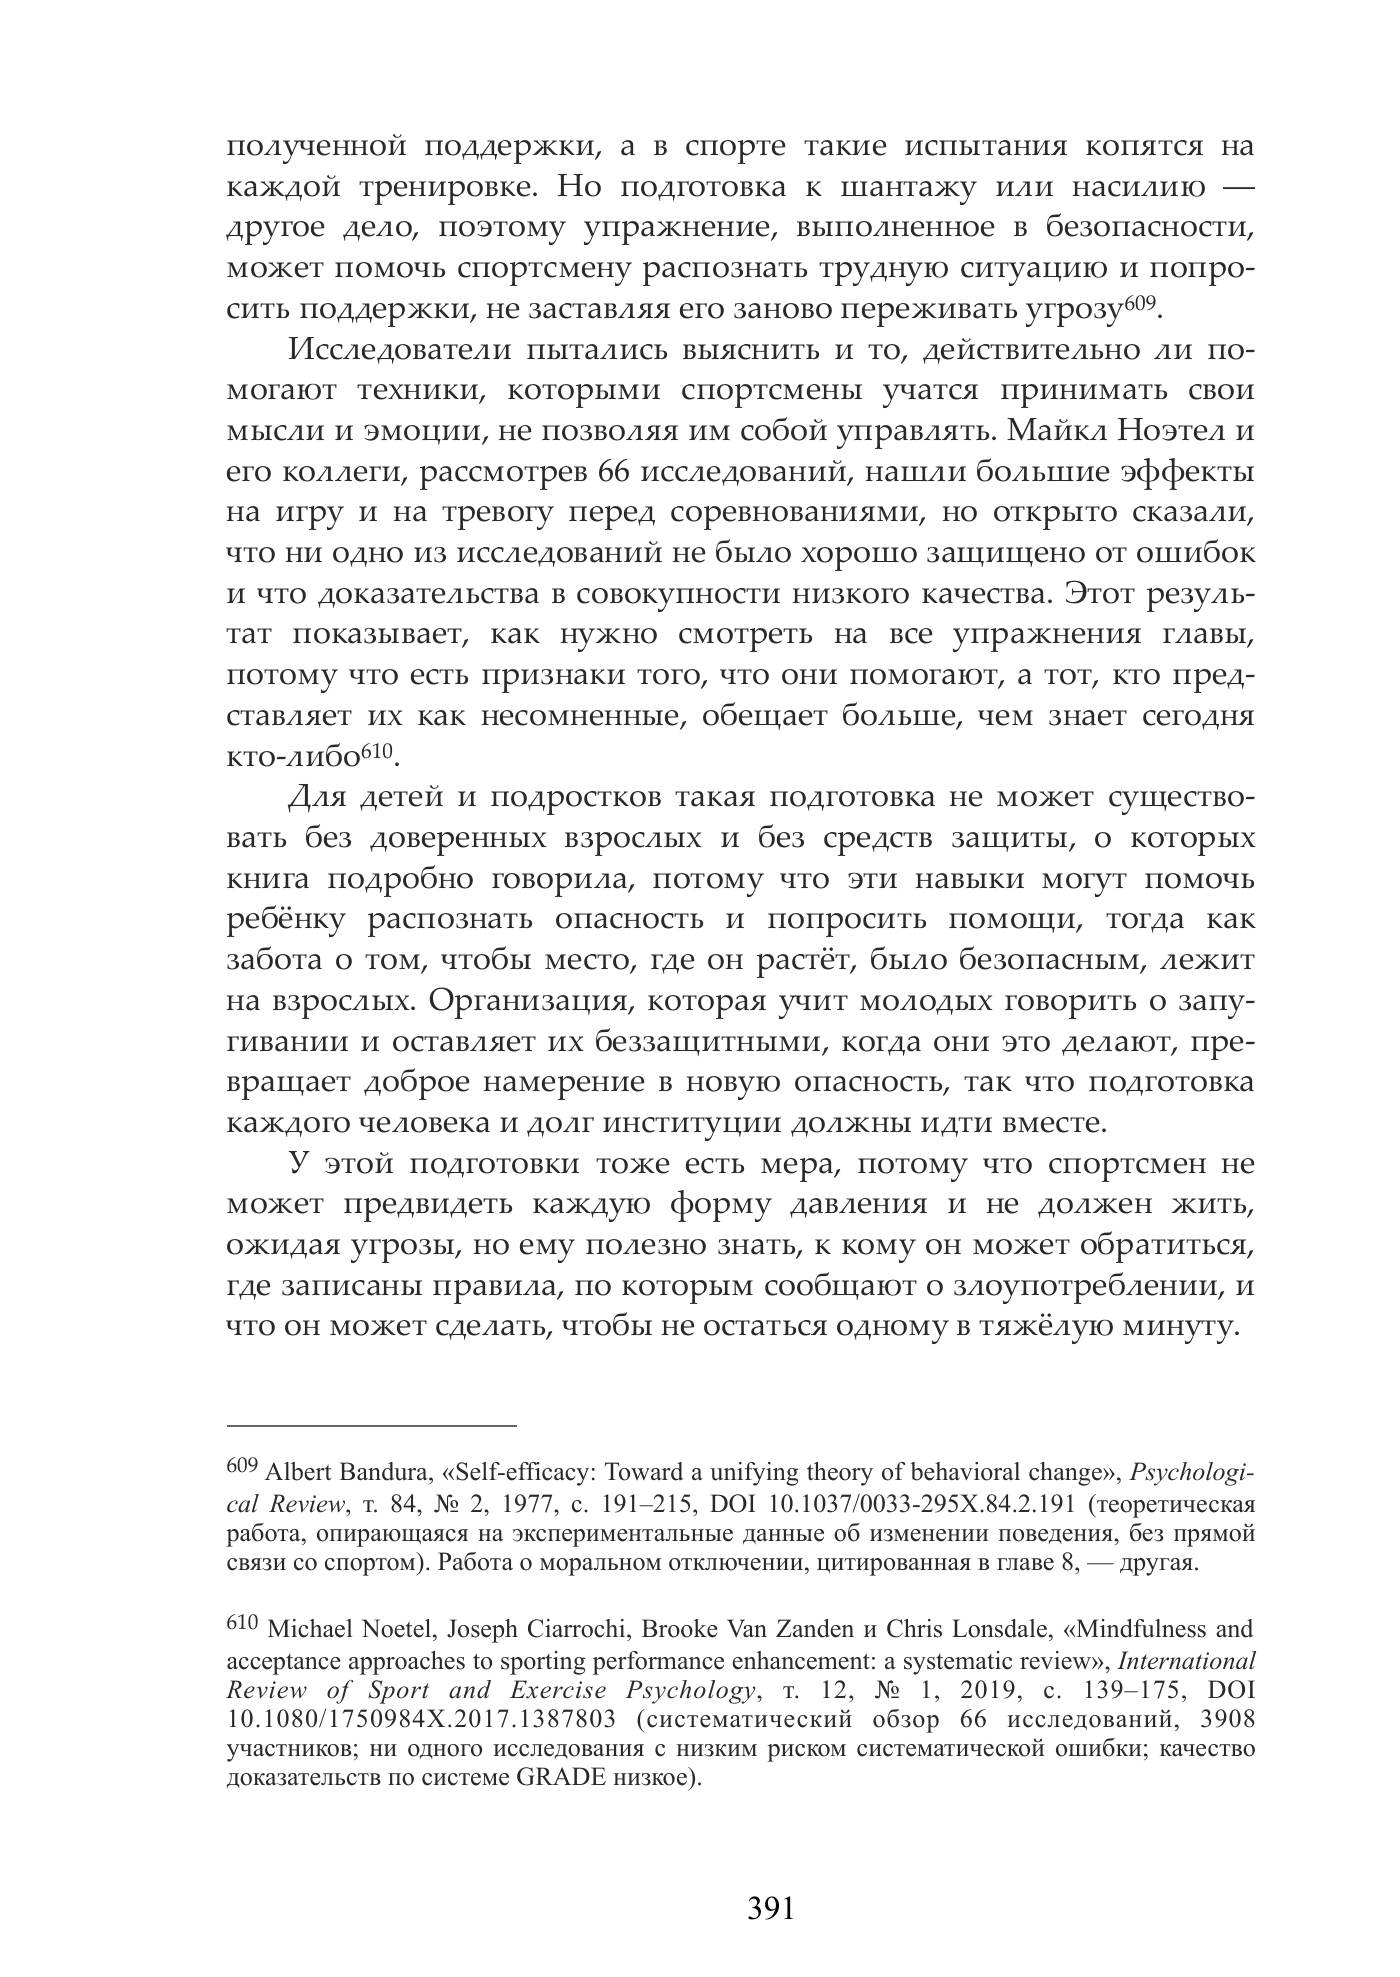 полученной поддержки, а в спорте такие испытания копятся на
каждой тренировке. Но подготовка к шантажу или насилию —
другое дело, поэтому упражнение, выполненное в безопасности,
может помочь спортсмену распознать трудную ситуацию и попро-
сить поддержки, не заставляя его заново переживать угрозу609.
Исследователи пытались выяснить и то, действительно ли по-
могают техники, которыми спортсмены учатся принимать свои
мысли и эмоции, не позволяя им собой управлять. Майкл Ноэтел и
его коллеги, рассмотрев 66 исследований, нашли большие эффекты
на игру и на тревогу перед соревнованиями, но открыто сказали,
что ни одно из исследований не было хорошо защищено от ошибок
и что доказательства в совокупности низкого качества. Этот резуль-
тат показывает, как нужно смотреть на все упражнения главы,
потому что есть признаки того, что они помогают, а тот, кто пред-
ставляет их как несомненные, обещает больше, чем знает сегодня
кто-либо610.
Для детей и подростков такая подготовка не может существо-
вать без доверенных взрослых и без средств защиты, о которых
книга подробно говорила, потому что эти навыки могут помочь
ребёнку распознать опасность и попросить помощи, тогда как
забота о том, чтобы место, где он растёт, было безопасным, лежит
на взрослых. Организация, которая учит молодых говорить о запу-
гивании и оставляет их беззащитными, когда они это делают, пре-
вращает доброе намерение в новую опасность, так что подготовка
каждого человека и долг институции должны идти вместе.
У этой подготовки тоже есть мера, потому что спортсмен не
может предвидеть каждую форму давления и не должен жить,
ожидая угрозы, но ему полезно знать, к кому он может обратиться,
где записаны правила, по которым сообщают о злоупотреблении, и
что он может сделать, чтобы не остаться одному в тяжёлую минуту.
609 Albert Bandura, «Self-efficacy: Toward a unifying theory of behavioral change», Psychologi-
cal Review, т. 84, № 2, 1977, с. 191–215, DOI 10.1037/0033-295X.84.2.191 (теоретическая
работа, опирающаяся на экспериментальные данные об изменении поведения, без прямой
связи со спортом). Работа о моральном отключении, цитированная в главе 8, — другая.
610 Michael Noetel, Joseph Ciarrochi, Brooke Van Zanden и Chris Lonsdale, «Mindfulness and
acceptance approaches to sporting performance enhancement: a systematic review», International
Review of Sport and Exercise Psychology, т. 12, № 1, 2019, с. 139–175, DOI
10.1080/1750984X.2017.1387803 (систематический обзор 66 исследований, 3908
участников; ни одного исследования с низким риском систематической ошибки; качество
доказательств по системе GRADE низкое).
391